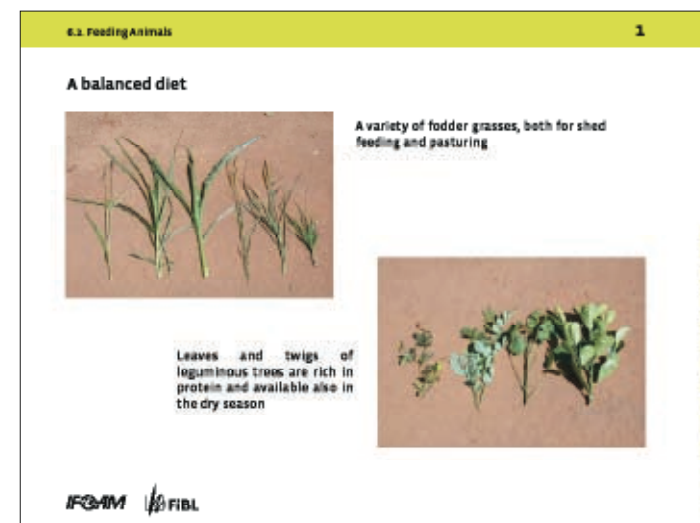 6.2. Feeding Animals
1
A balanced diet
A variety of fodder grasses, both for shed
feeding and pasturing
Leaves and twigs of
leguminous trees are rich in
protein and available also in
the dry season
IFOAM
FiBL